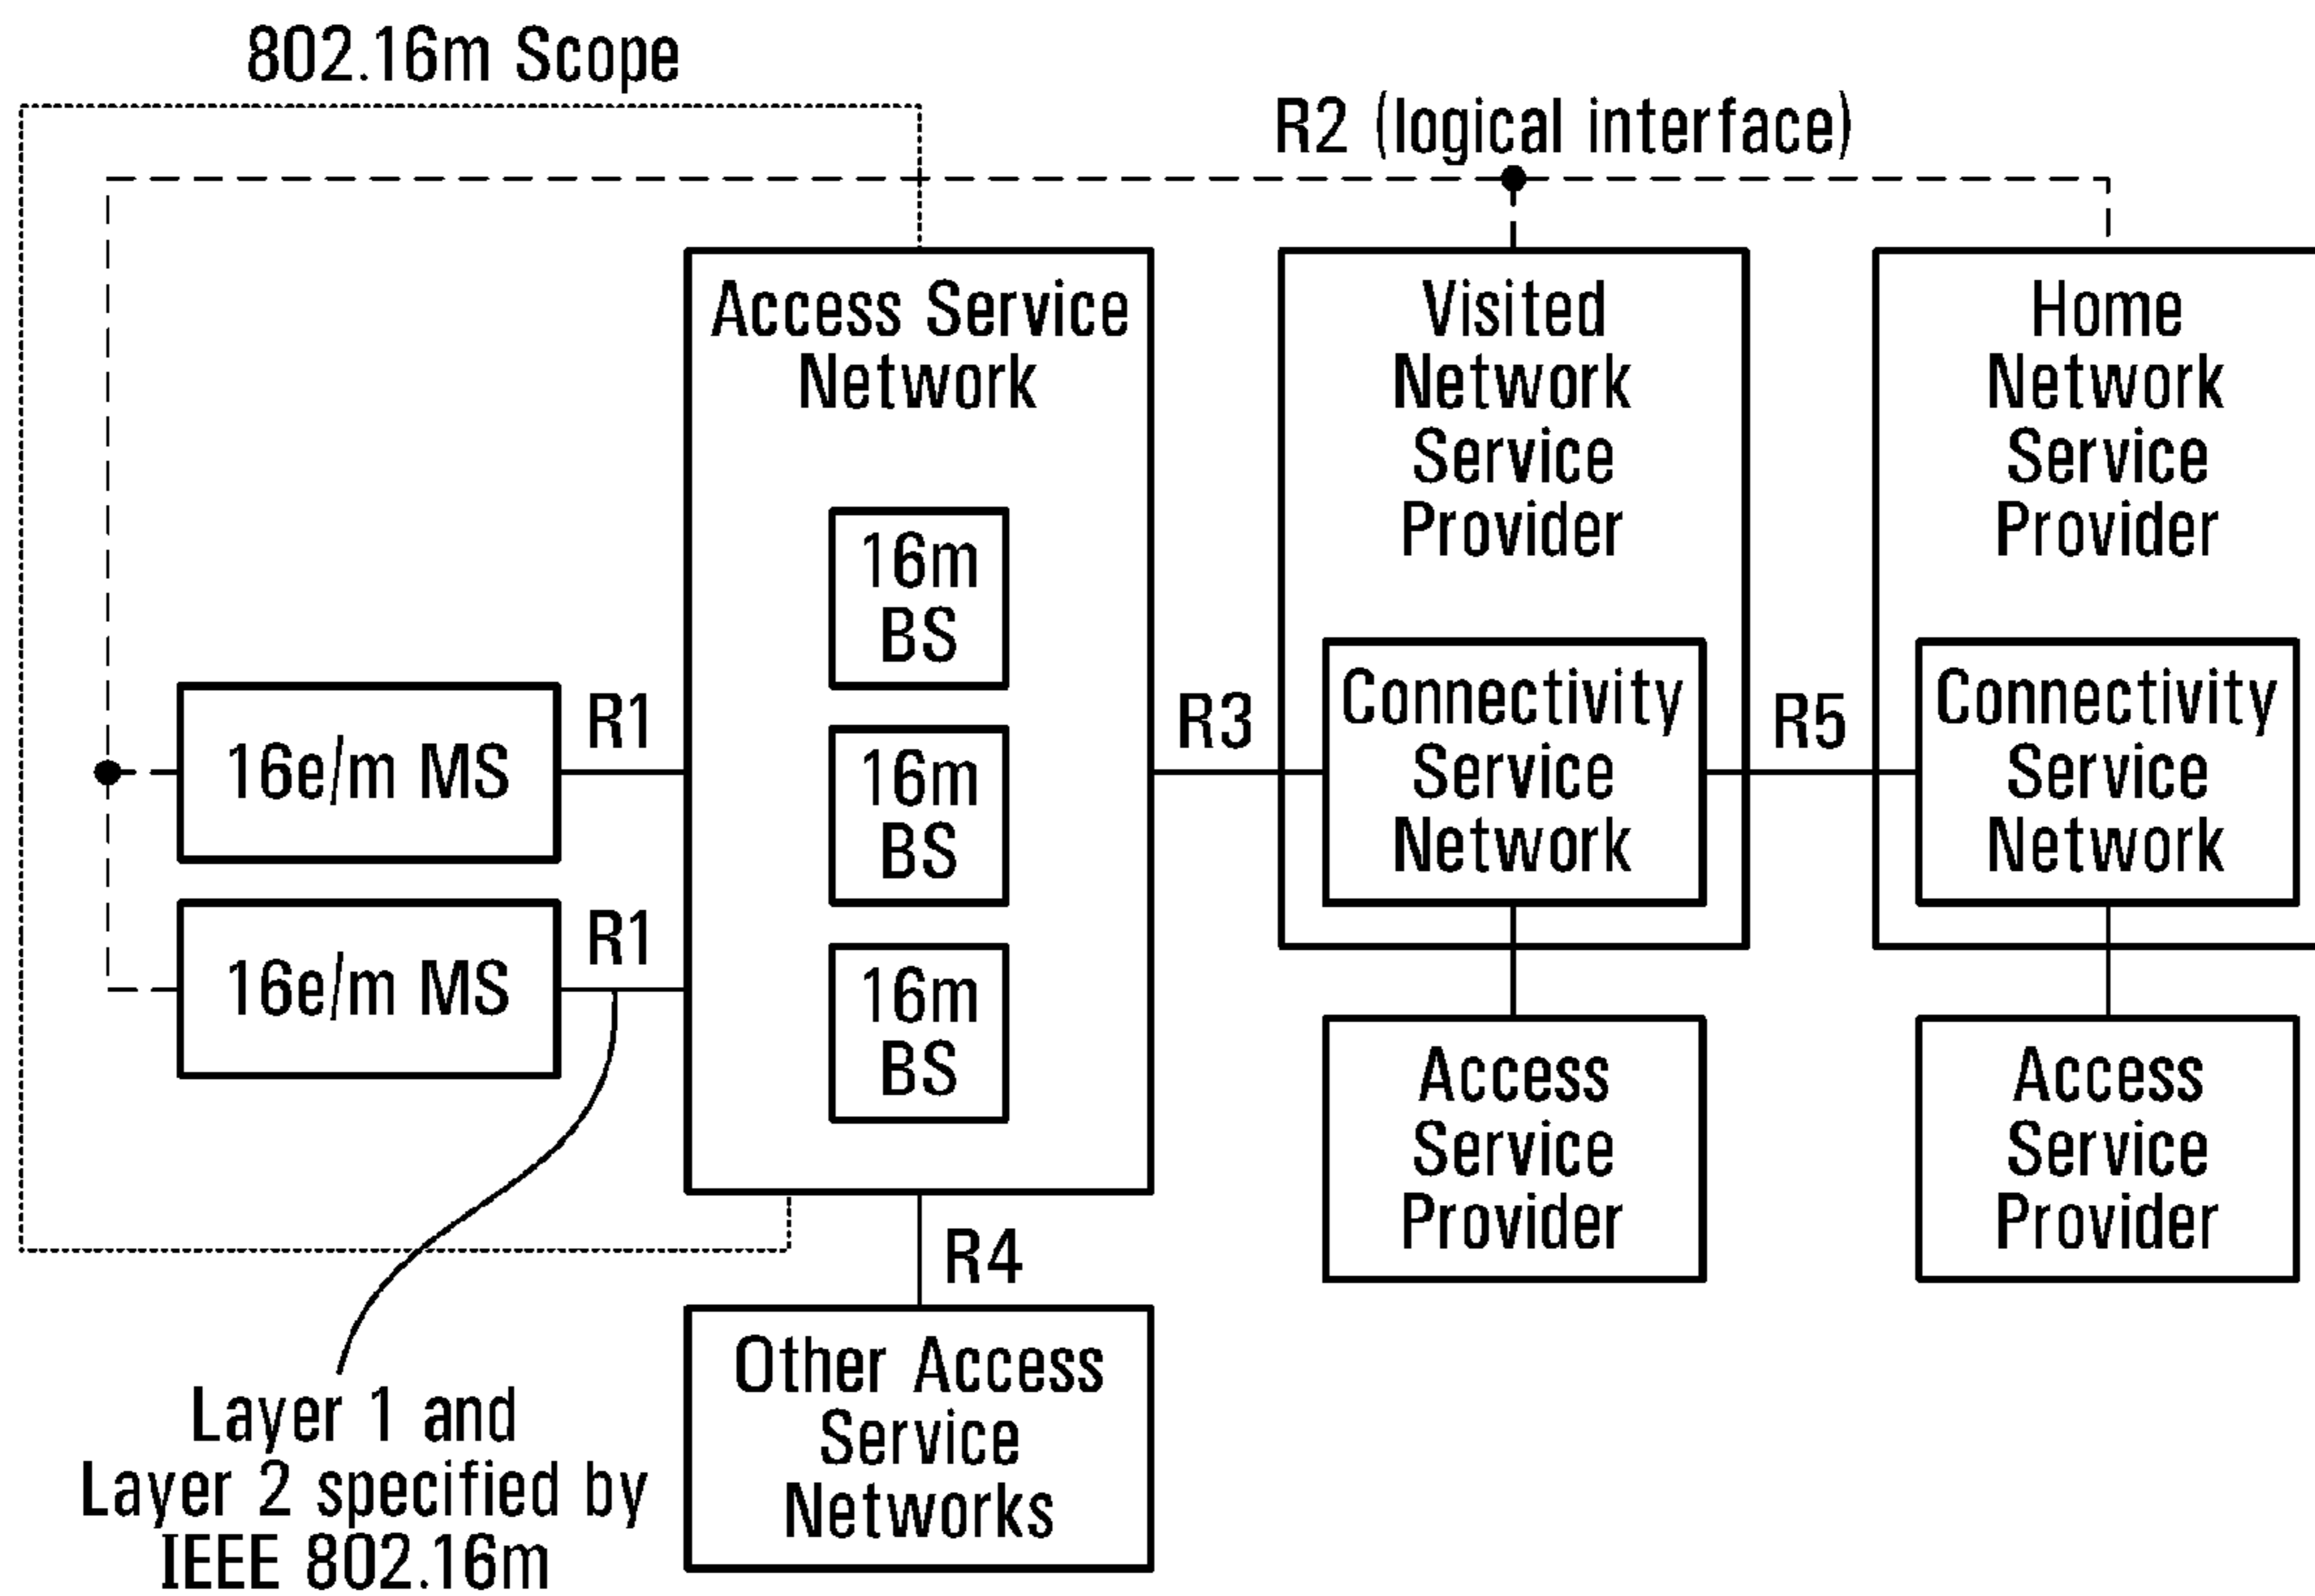 802.16m Scope
R2 (logical interface)
Access Service
Network
16m
BS
16m
BS
16m
BS
Visited
Network
Service
Provider
Home
Network
Service
Provider
16e/m MS
R1
16e/m MS
R1
R3
Connectivity
Service
Network
R5
Connectivity
Service
Network
Access
Service
Provider
Access
Service
Provider
R4
Other Access
Service
Networks
Layer 1 and
Layer 2 specified by
IEEE 802.16m